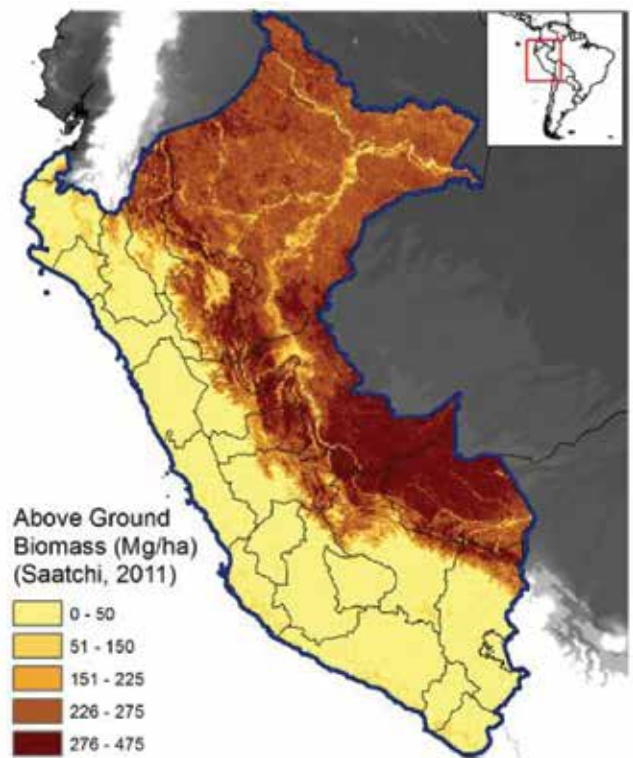 Above Ground
Biomass (Mg/ha)
(Saatchi, 2011)
0 - 50
51 - 150
151 - 225
226 - 275
276 - 475